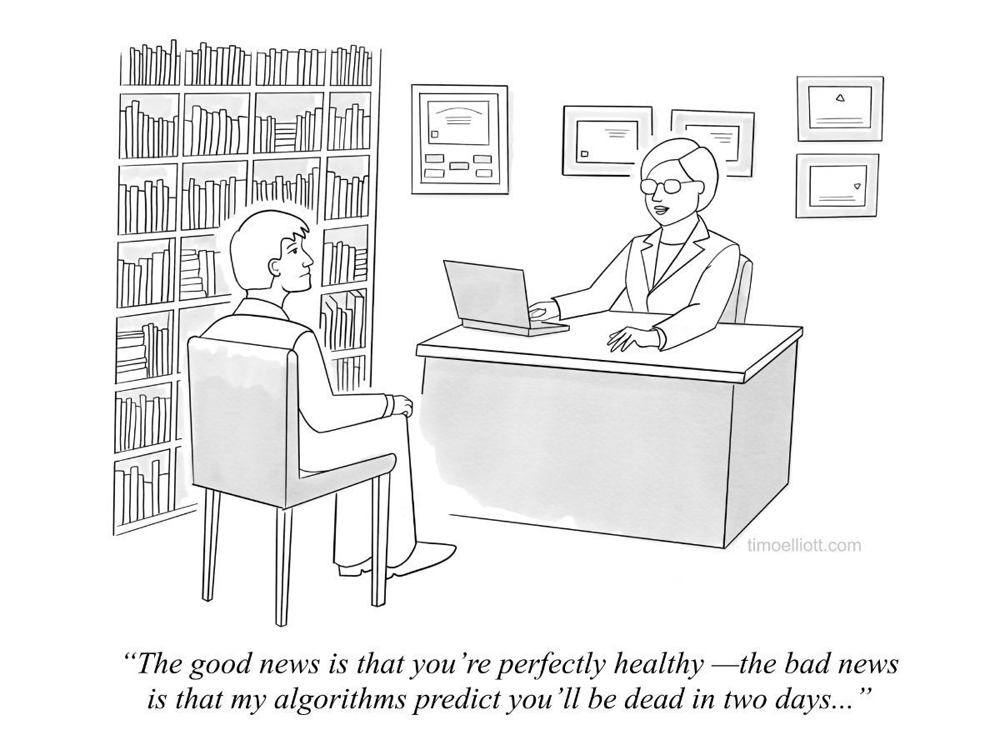 timoelliott.com
“The good news is that you’re perfectly healthy —the bad news
is that my algorithms predict you’ll be dead in two days...”